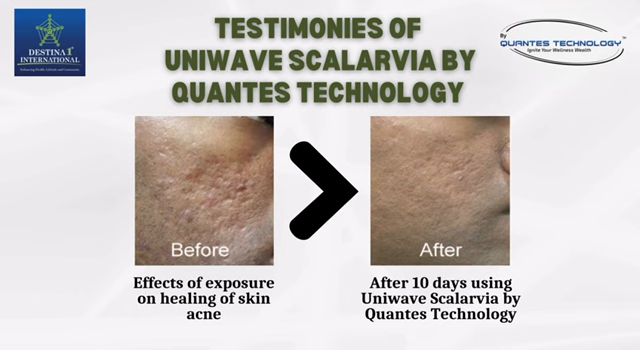 TESTIMONIES OF
UNIWAVE SCALARVIA BY
QUANTES TECHNOLOGY
DESTINA 1
INTERNATIONAL
By
QUANTES TECHNOLOGY
Ignite Your Wellness Wealth
Before
After
Effects of exposure
on healing of skin
acne
After 10 days using
Uniwave Scalarvia by
Quantes Technology